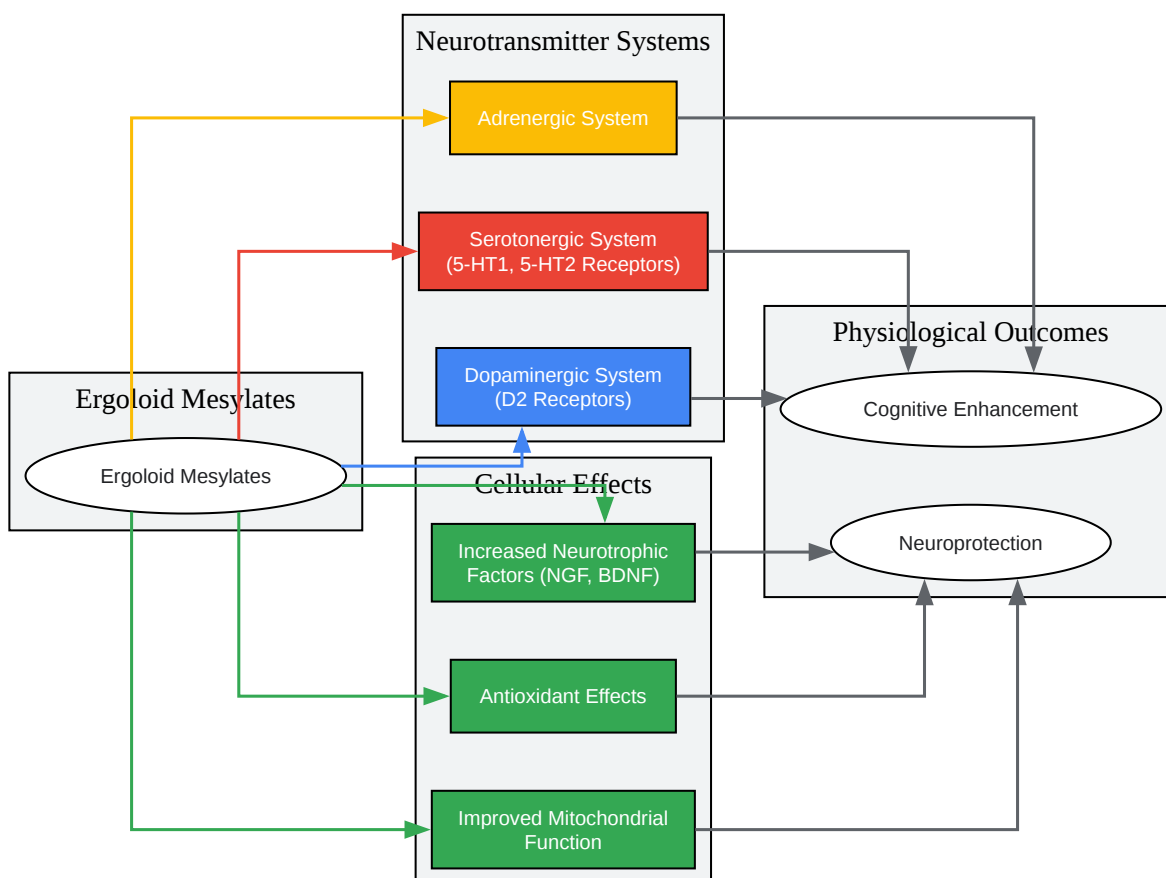 Neurotransmitter Systems
Adrenergic System
Serotonergic System
(5-HT1, 5-HT2 Receptors)
Dopaminergic System
(D2 Receptors)
Ergoloid Mesylates
Ergoloid Mesylates
Cellular Effects
Increased Neurotrophic
Factors (NGF, BDNF)
Antioxidant Effects
Improved Mitochondrial
Function
Physiological Outcomes
Cognitive Enhancement
Neuroprotection